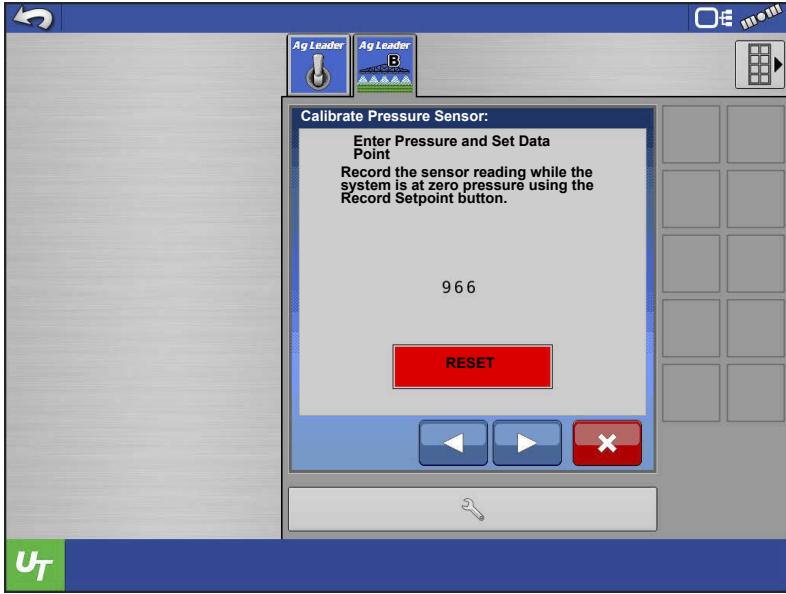 Ag Leader
Ag Leader
B
Calibrate Pressure Sensor:
Enter Pressure and Set Data
Point
Record the sensor reading while the
system is at zero pressure using the
Record Setpoint button.
966
RESET
UT